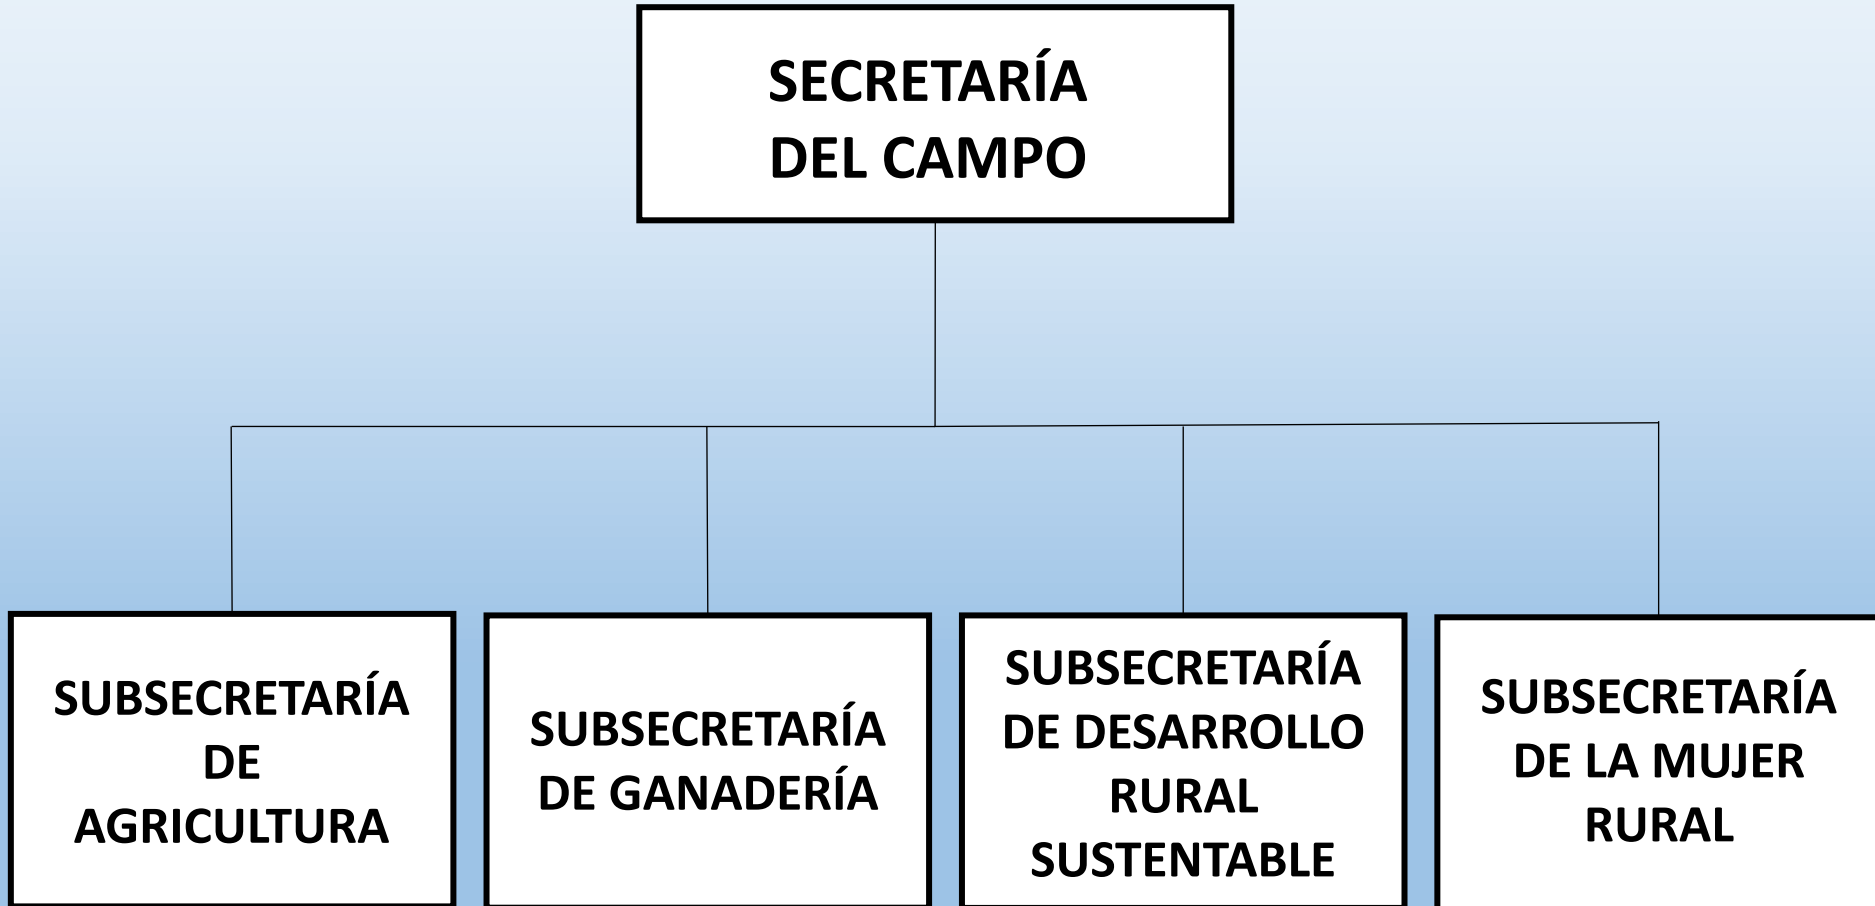 SECRETARÍA
DEL CAMPO
SUBSECRETARÍA
DE
AGRICULTURA
SUBSECRETARÍA
DE GANADERÍA
SUBSECRETARÍA
DE DESARROLLO
RURAL
SUSTENTABLE
SUBSECRETARÍA
DE LA MUJER
RURAL